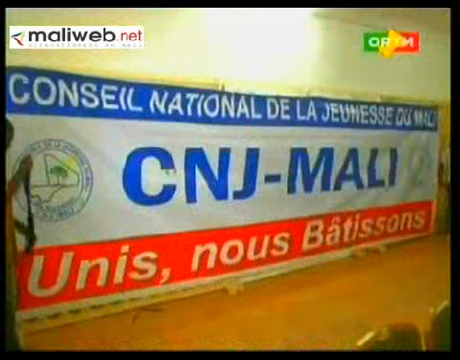 maliweb.net
ORTM
CONSEIL NATIONAL DE LA JEUNESSE DU MALI
CNJ-MALI
Unis, nous Bâtissons